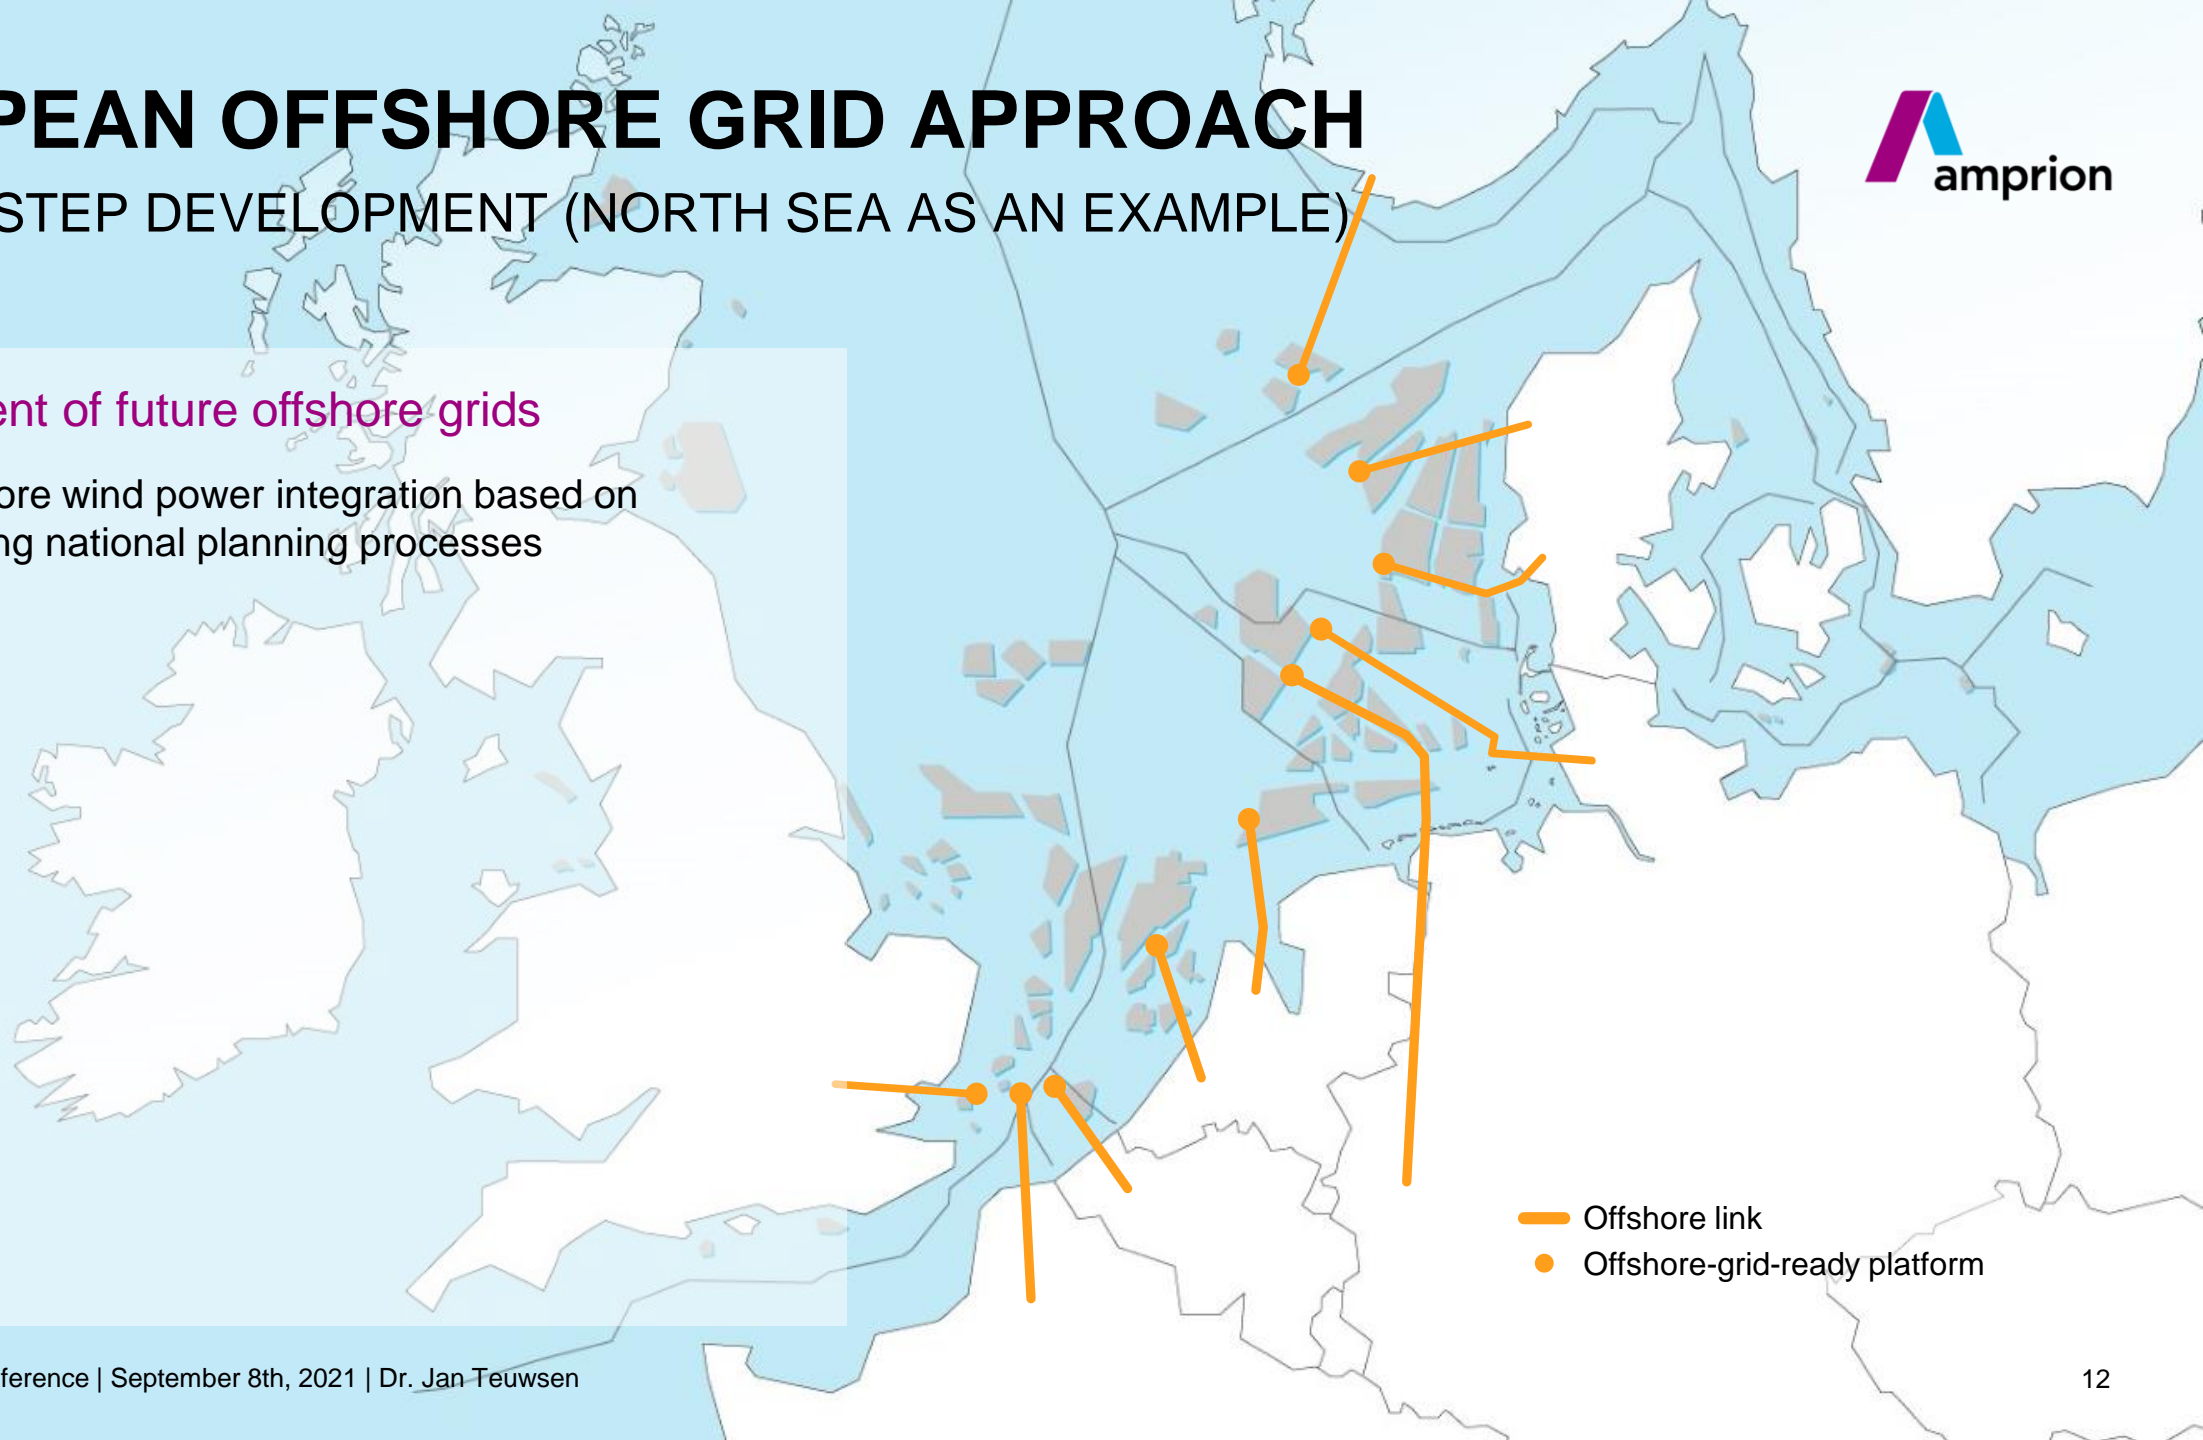 PEAN OFFSHORE GRID APPROACH
STEP DEVELOPMENT (NORTH SEA AS AN EXAMPLE)
amprion
ent of future offshore grids
ore wind power integration based on
ng national planning processes
Offshore link
Offshore-grid-ready platform
ference | September 8th, 2021 | Dr. Jan Teuwsen
12